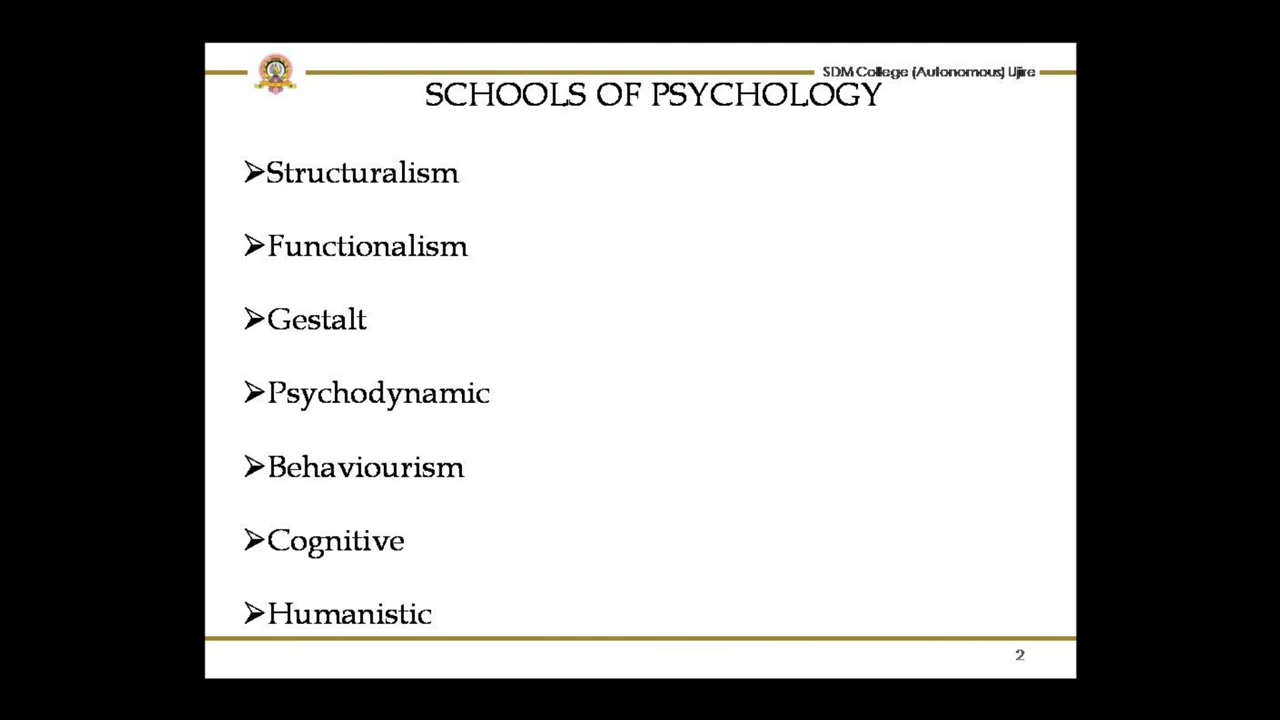 SDM College (Autonomous) Ujire
SCHOOLS OF PSYCHOLOGY
➢Structuralism
➢Functionalism
➢Gestalt
➢Psychodynamic
➢Behaviourism
➢Cognitive
➢Humanistic
2